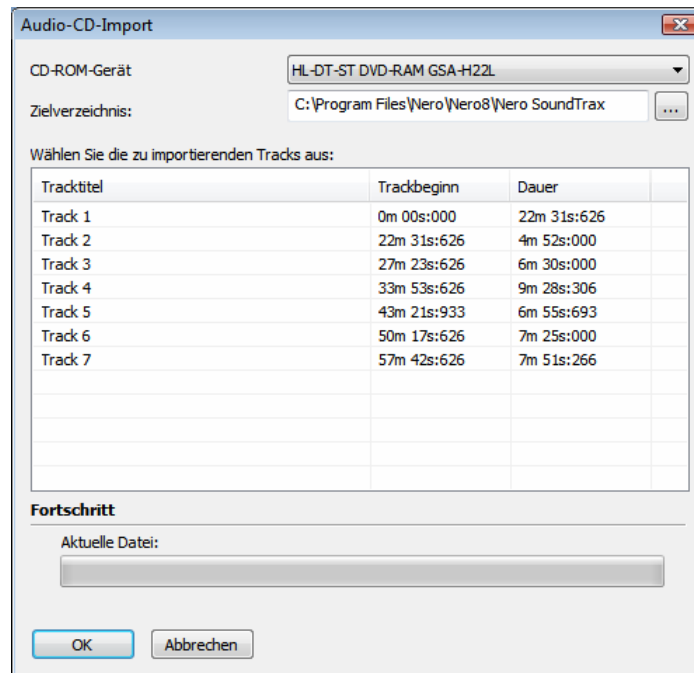 Audio-CD-Import
CD-ROM-Gerät HL-DT-ST DVD-RAM GSA-H22L
Zielverzeichnis: C:\Program Files\Nero\Nero8\Nero SoundTrax ...
Wählen Sie die zu importierenden Tracks aus:
Tracktitel Trackbeginn Dauer
Track 1 0m 00s:000 22m 31s:626
Track 2 22m 31s:626 4m 52s:000
Track 3 27m 23s:626 6m 30s:000
Track 4 33m 53s:626 9m 28s:306
Track 5 43m 21s:933 6m 55s:693
Track 6 50m 17s:626 7m 25s:000
Track 7 57m 42s:626 7m 51s:266
Fortschritt
Aktuelle Datei:
OK Abbrechen